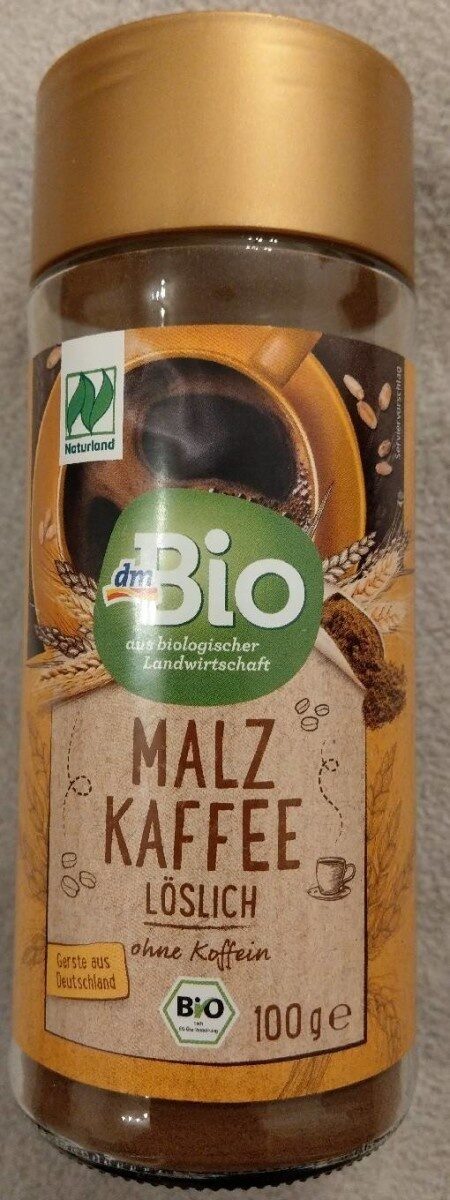 Naturland
Serviervorschlag
dm Bio
aus biologischer
Landwirtschaft
MALZ
KAFFEE
LÖSLICH
ohne Koffein
Gerste aus
Deutschland
BiO
100 g e